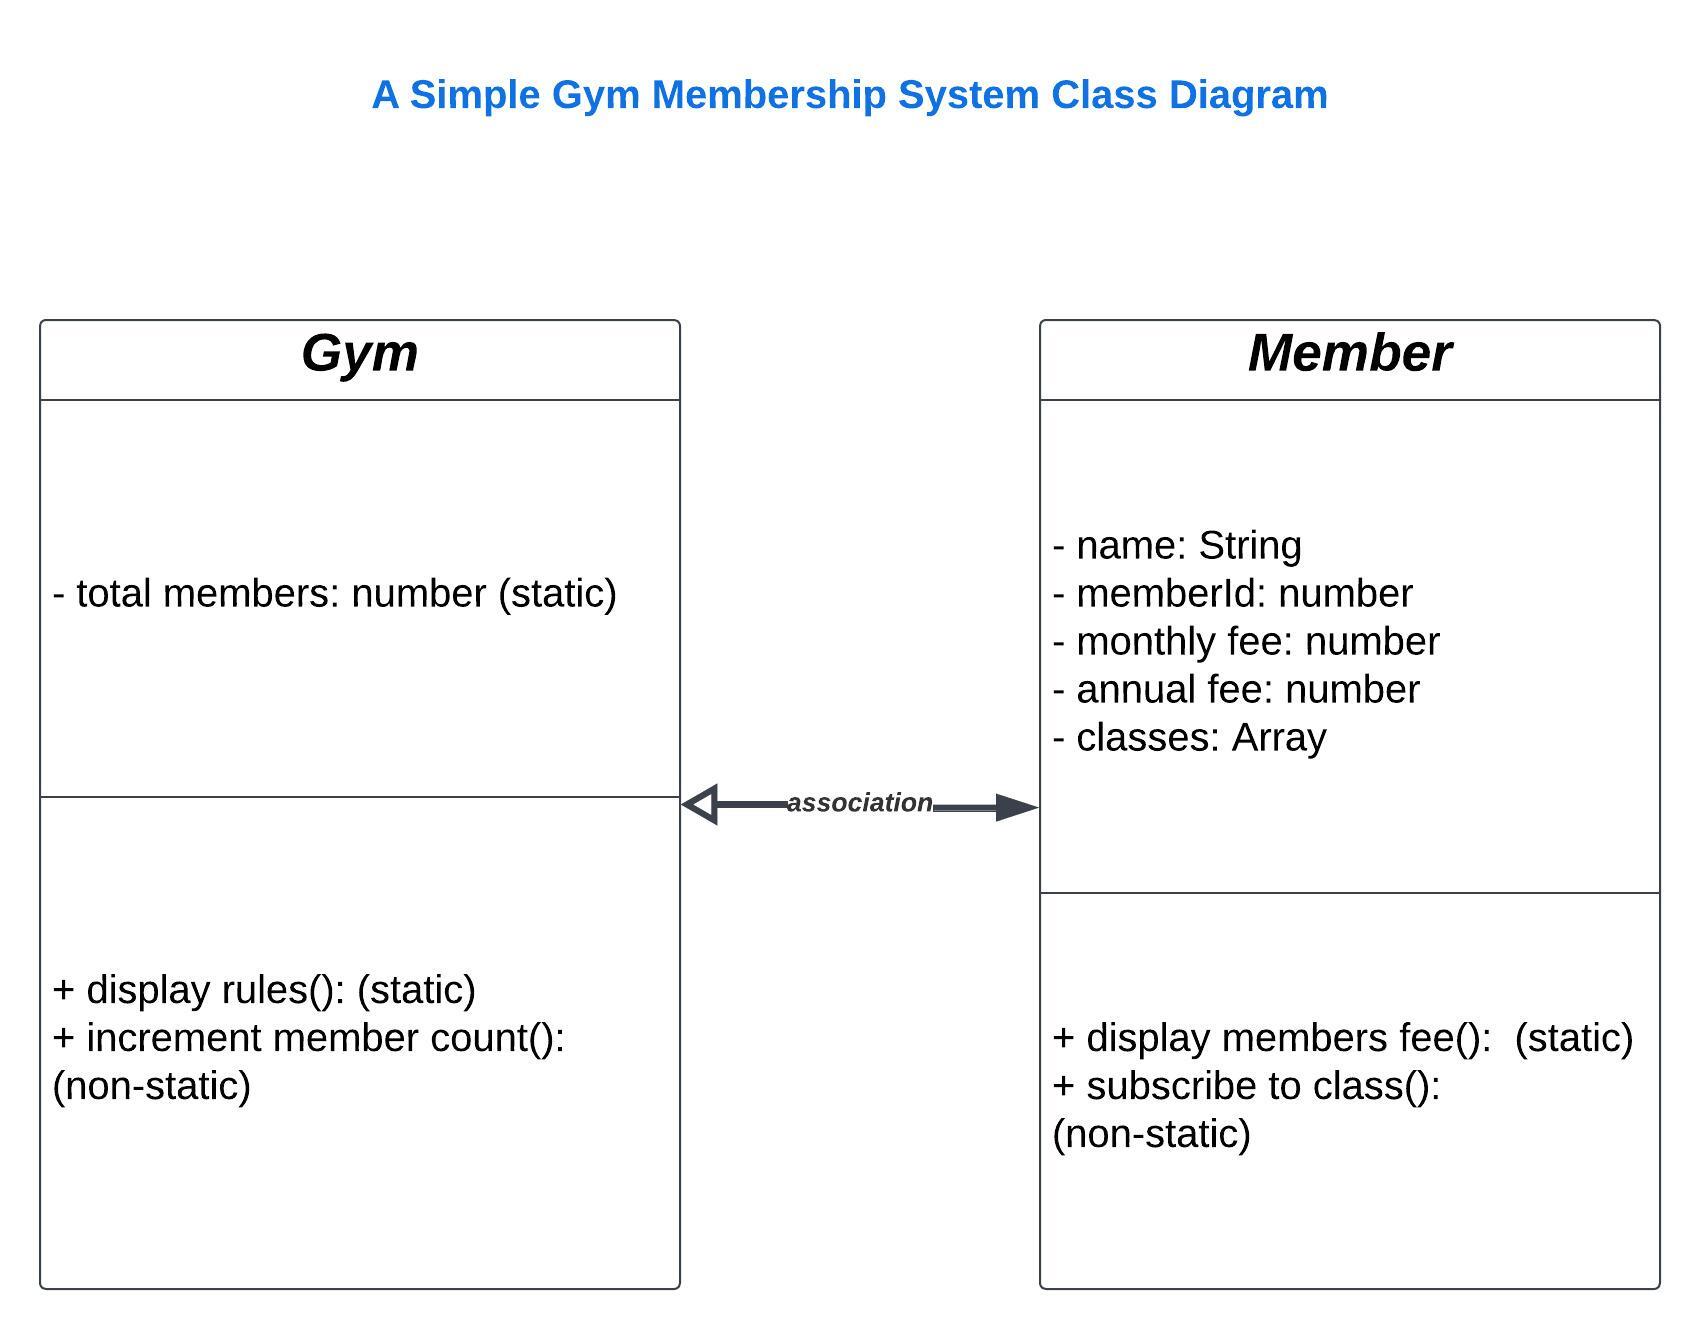 A Simple Gym Membership System Class Diagram
Gym
- total members: number (static)
+ display rules(): (static)
+ increment member count():
(non-static)
association
Member
- name: String
- memberId: number
- monthly fee: number
- annual fee: number
- classes: Array
+ display members fee():  (static)
+ subscribe to class():
(non-static)